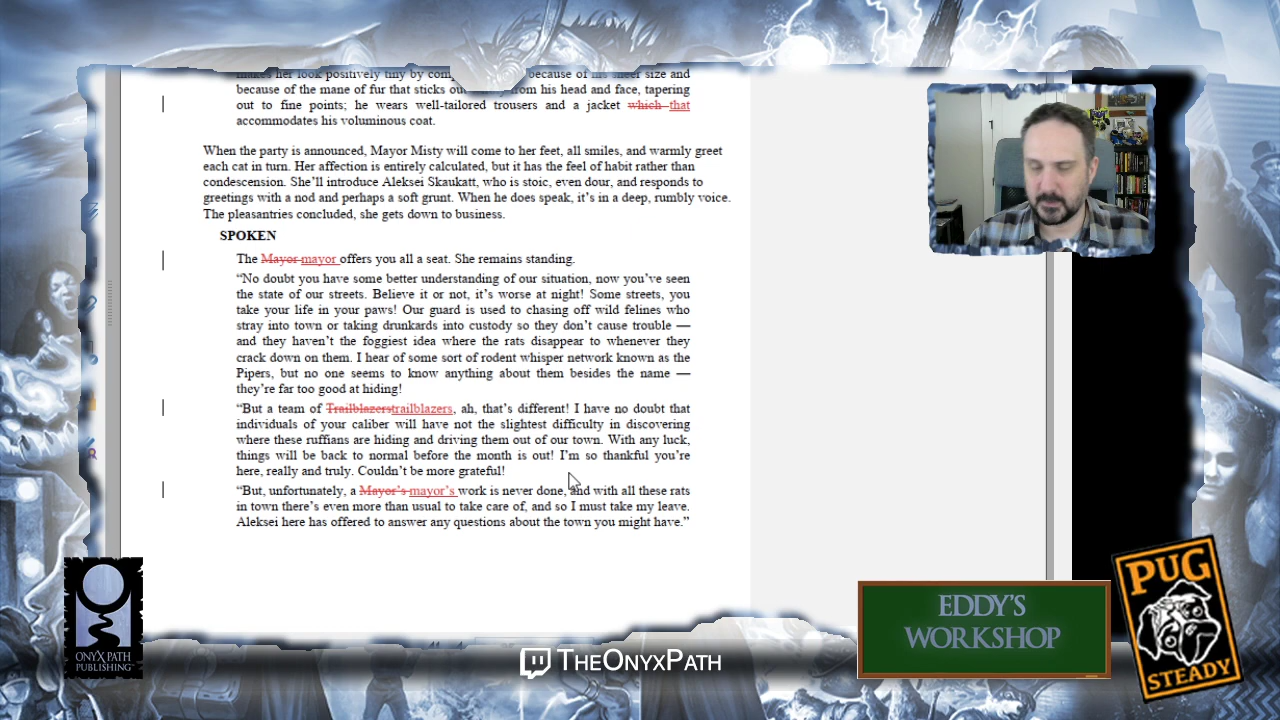 makes her look positively tiny by because of his sheer size and
because of the mane of fur that sticks from his head and face, tapering
out to fine points; he wears well-tailored trousers and a jacket which that
accommodates his voluminous coat.
When the party is announced, Mayor Misty will come to her feet, all smiles, and warmly greet
each cat in turn. Her affection is entirely calculated, but it has the feel of habit rather than
condescension. She’ll introduce Aleksei Skaukatt, who is stoic, even dour, and responds to
greetings with a nod and perhaps a soft grunt. When he does speak, it’s in a deep, rumbly voice.
The pleasantries concluded, she gets down to business.
SPOKEN
The Mayor mayor offers you all a seat. She remains standing.
“No doubt you have some better understanding of our situation, now you’ve seen
the state of our streets. Believe it or not, it’s worse at night! Some streets, you
take your life in your paws! Our guard is used to chasing off wild felines who
stray into town or taking drunkards into custody so they don’t cause trouble —
and they haven’t the foggiest idea where the rats disappear to whenever they
crack down on them. I hear of some sort of rodent whisper network known as the
Pipers, but no one seems to know anything about them besides the name —
they’re far too good at hiding!
“But a team of Trailblazerstrailblazers, ah, that’s different! I have no doubt that
individuals of your caliber will have not the slightest difficulty in discovering
where these ruffians are hiding and driving them out of our town. With any luck,
things will be back to normal before the month is out! I’m so thankful you’re
here, really and truly. Couldn’t be more grateful!
“But, unfortunately, a Mayor’s mayor’s work is never done, and with all these rats
in town there’s even more than usual to take care of, and so I must take my leave.
Aleksei here has offered to answer any questions about the town you might have.”
ONYX PATH
PUBLISHING
THEONYXPATH
EDDY'S
WORKSHOP
PUG
STEADY